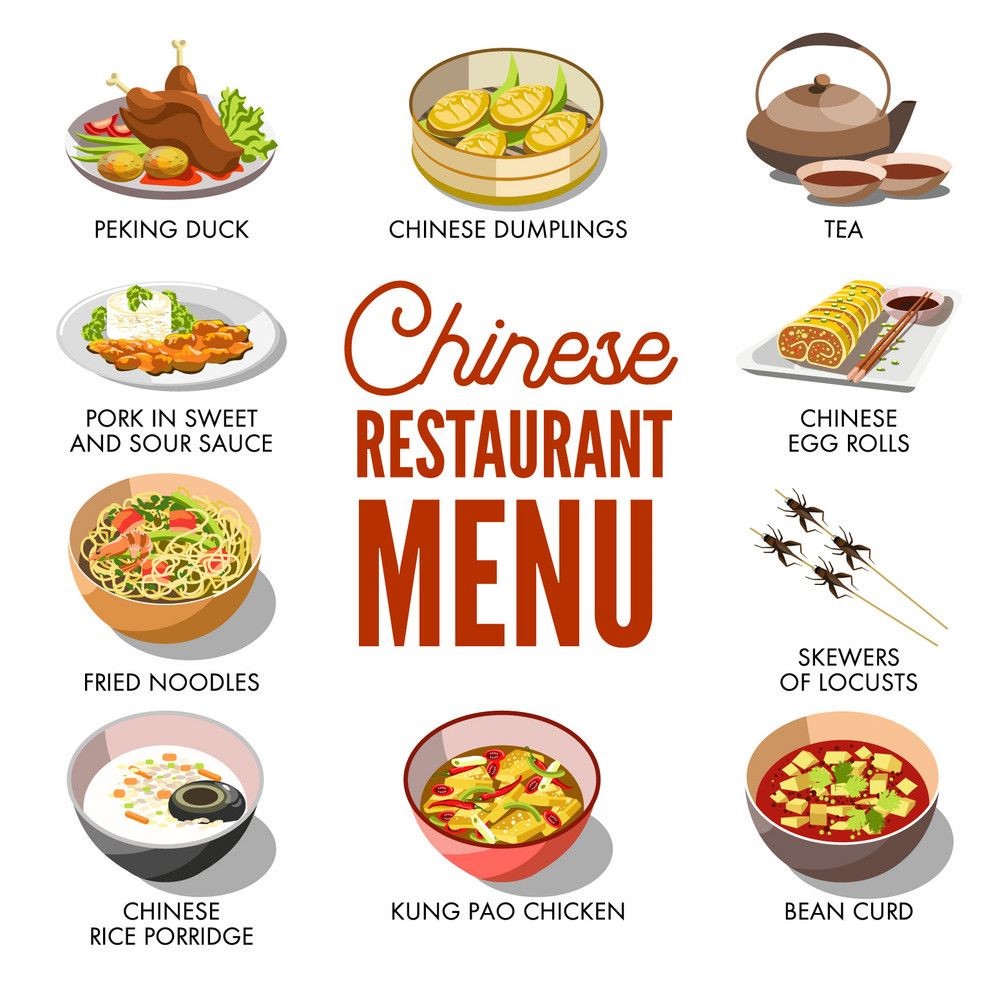 PEKING DUCK
CHINESE DUMPLINGS
TEA
Chinese
RESTAURANT
MENU
PORK IN SWEET
AND SOUR SAUCE
CHINESE
EGG ROLLS
FRIED NOODLES
SKEWERS
OF LOCUSTS
CHINESE
RICE PORRIDGE
KUNG PAO CHICKEN
BEAN CURD